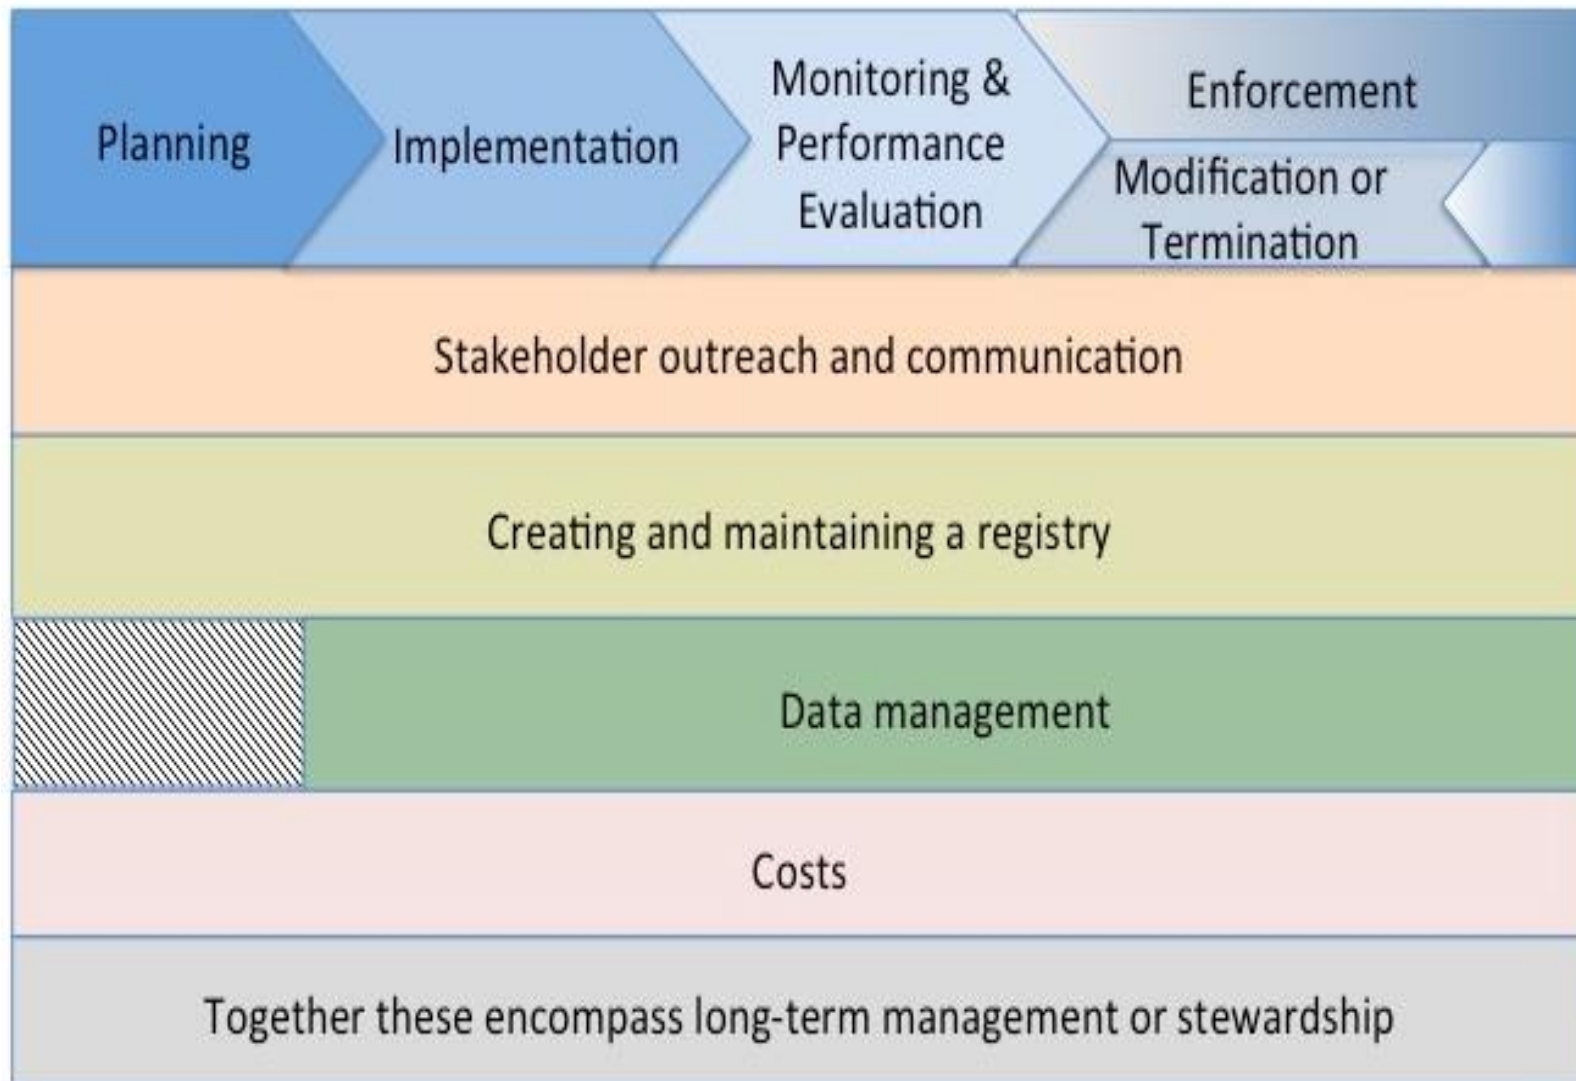 Planning
Implementation
Monitoring &
Performance
Evaluation
Enforcement
Modification or
Termination
Stakeholder outreach and communication
Creating and maintaining a registry
Data management
Costs
Together these encompass long-term management or stewardship